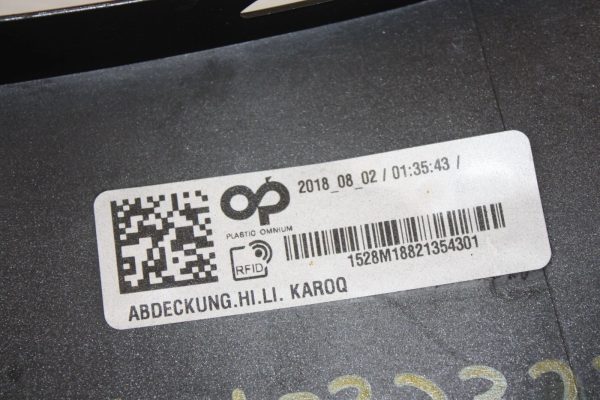 2018_08_02 / 01:35:43 /
PLASTIC OMNIUM
RFID
1528M18821354301
ABDECKUNG.HI.LI. KAROQ